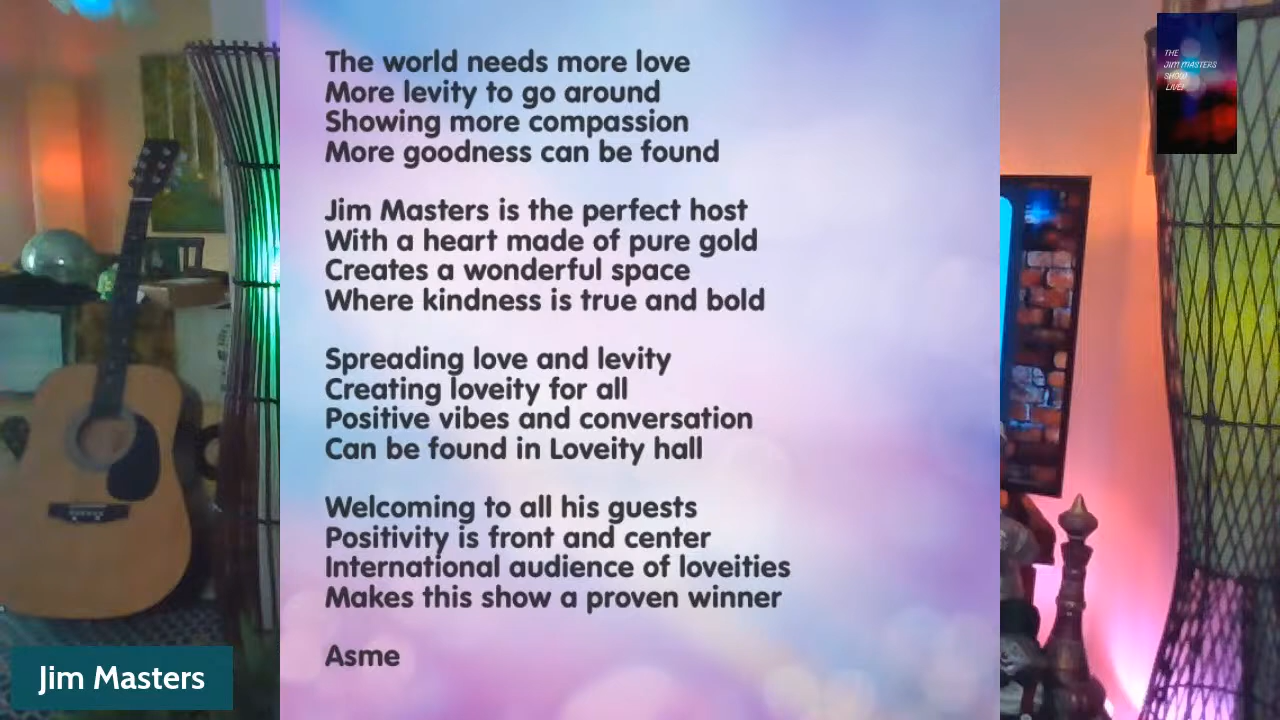 The world needs more love
More levity to go around
Showing more compassion
More goodness can be found
Jim Masters is the perfect host
With a heart made of pure gold
Creates a wonderful space
Where kindness is true and bold
Spreading love and levity
Creating loveity for all
Positive vibes and conversation
Can be found in Loveity hall
Welcoming to all his guests
Positivity is front and center
International audience of loveities
Makes this show a proven winner
Asme
Jim Masters
THE
JIM MASTERS
SHOW
LIVE!